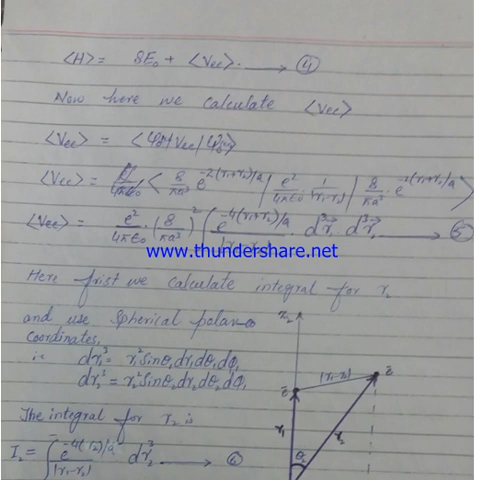 <H> = 8E₀ + <Vee>. → ④
Now here we calculate <Vee>
<Vee> = <Ψ₀|Vee|Ψ₀>
<Vee> = <8/πa³ e^-2(r₁+r₂)/a | e²/4πε₀ · 1/|r₁-r₂| | 8/πa³ · e^-2(r₁+r₂)/a>
<Vee> = e²/4πε₀ · (8/πa³)² ∫ e^-4(r₁+r₂)/a / |r₁-r₂| · d³r₁ d³r₂ → ⑤
www.thundershare.net
Here frist we calculate integral for r₂
and use spherical polar
coordinates.
i.e dr₁³ = r₁² Sinθ₁ dr₁ dθ₁ dφ₁
dr₂³ = r₂² Sinθ₂ dr₂ dθ₂ dφ₂
The integral for r₂ is
I₂ = ∫ e^-4(r₂)/a / |r₁-r₂| dr₂³ → ⑥
z₂
|r₁-r₂|
ē
ē
r₁
r₂
θ₂